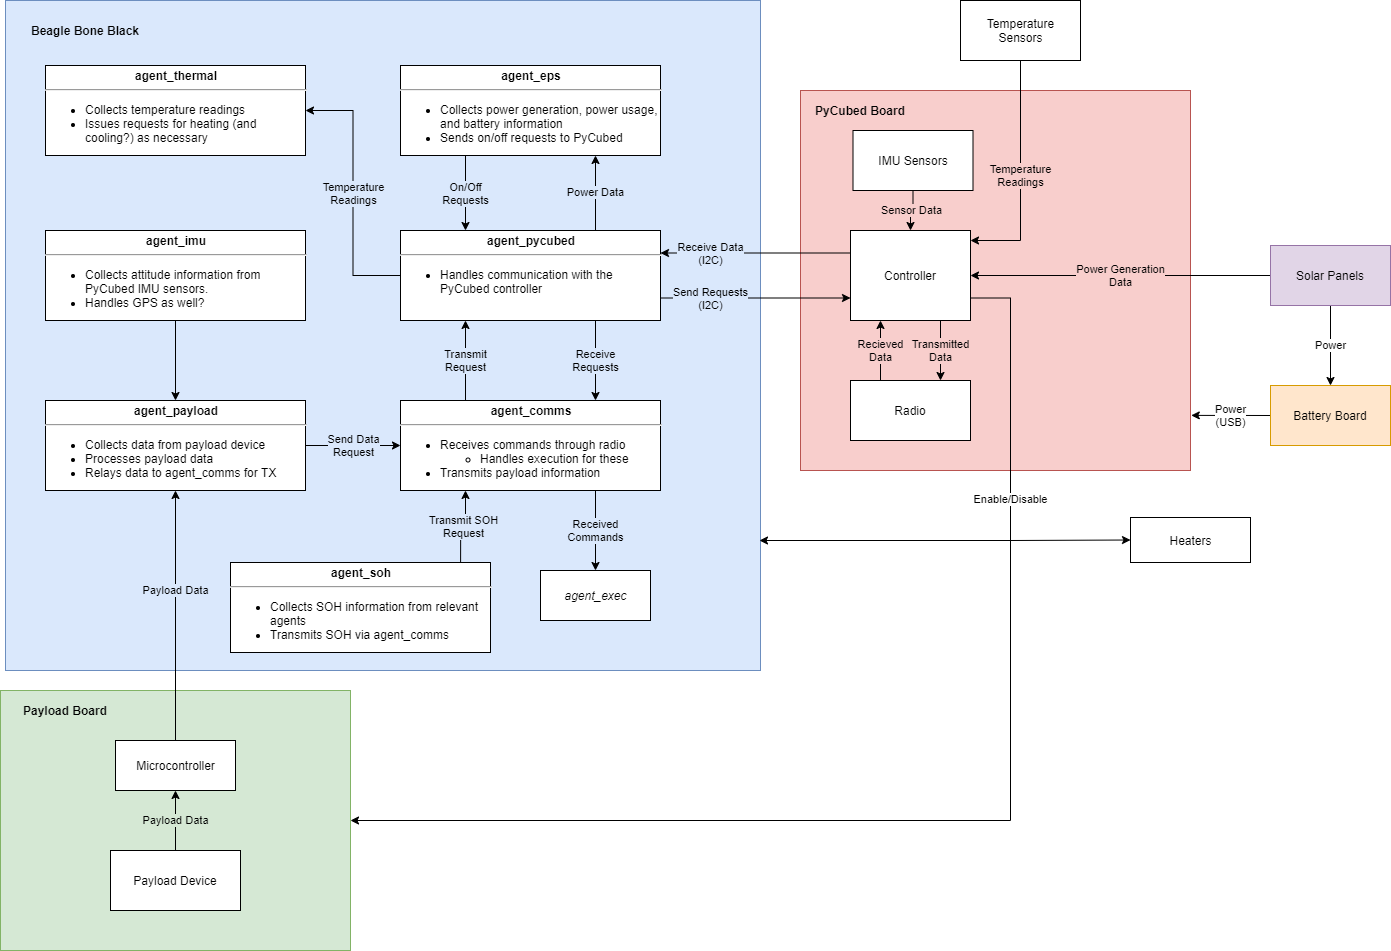 Beagle Bone Black
agent_thermal
Collects temperature readings
Issues requests for heating (and
cooling?) as necessary
agent_eps
Collects power generation, power usage,
and battery information
Sends on/off requests to PyCubed
Temperature
Readings
On/Off
Requests
Power Data
agent_imu
Collects attitude information from
PyCubed IMU sensors.
Handles GPS as well?
agent_pycubed
Handles communication with the
PyCubed controller
Receive Data
(I2C)
Send Requests
(I2C)
Transmit
Request
Receive
Requests
agent_payload
Collects data from payload device
Processes payload data
Relays data to agent_comms for TX
Send Data
Request
agent_comms
Receives commands through radio
Handles execution for these
Transmits payload information
Transmit SOH
Request
Received
Commands
agent_soh
Collects SOH information from relevant
agents
Transmits SOH via agent_comms
agent_exec
Payload Data
Payload Board
Microcontroller
Payload Data
Payload Device
Temperature
Sensors
PyCubed Board
IMU Sensors
Temperature
Readings
Sensor Data
Controller
Power Generation
Data
Solar Panels
Recieved
Data
Transmitted
Data
Power
Radio
Power
(USB)
Battery Board
Enable/Disable
Heaters